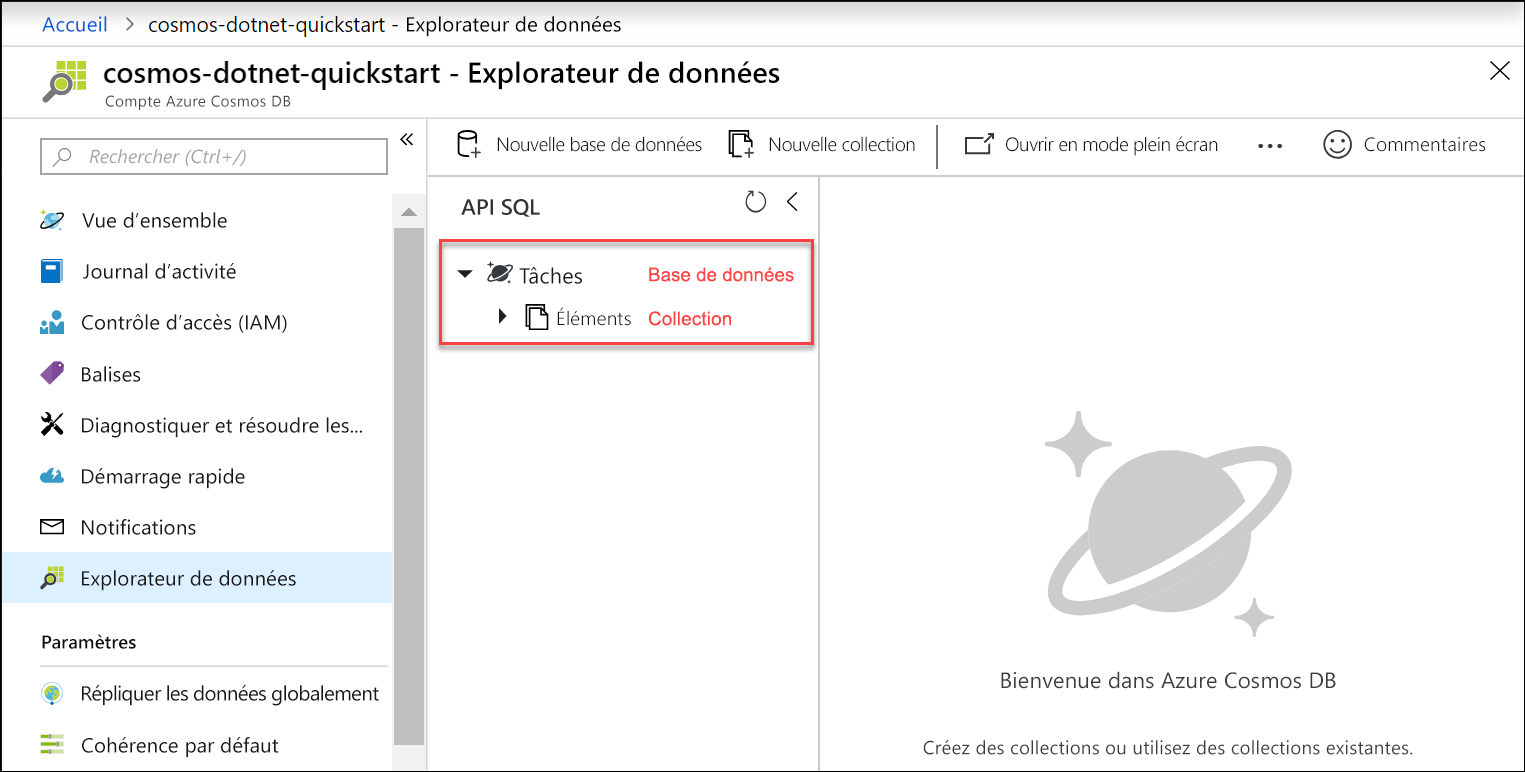 Accueil > cosmos-dotnet-quickstart - Explorateur de données
cosmos-dotnet-quickstart - Explorateur de données
Compte Azure Cosmos DB
Rechercher (Ctrl+/)
Vue d’ensemble
Journal d’activité
Contrôle d’accès (IAM)
Balises
Diagnostiquer et résoudre les...
Démarrage rapide
Notifications
Explorateur de données
Paramètres
Répliquer les données globalement
Cohérence par défaut
Nouvelle base de données Nouvelle collection Ouvrir en mode plein écran ... Commentaires
API SQL
Tâches Base de données
Éléments Collection
Bienvenue dans Azure Cosmos DB
Créez des collections ou utilisez des collections existantes.